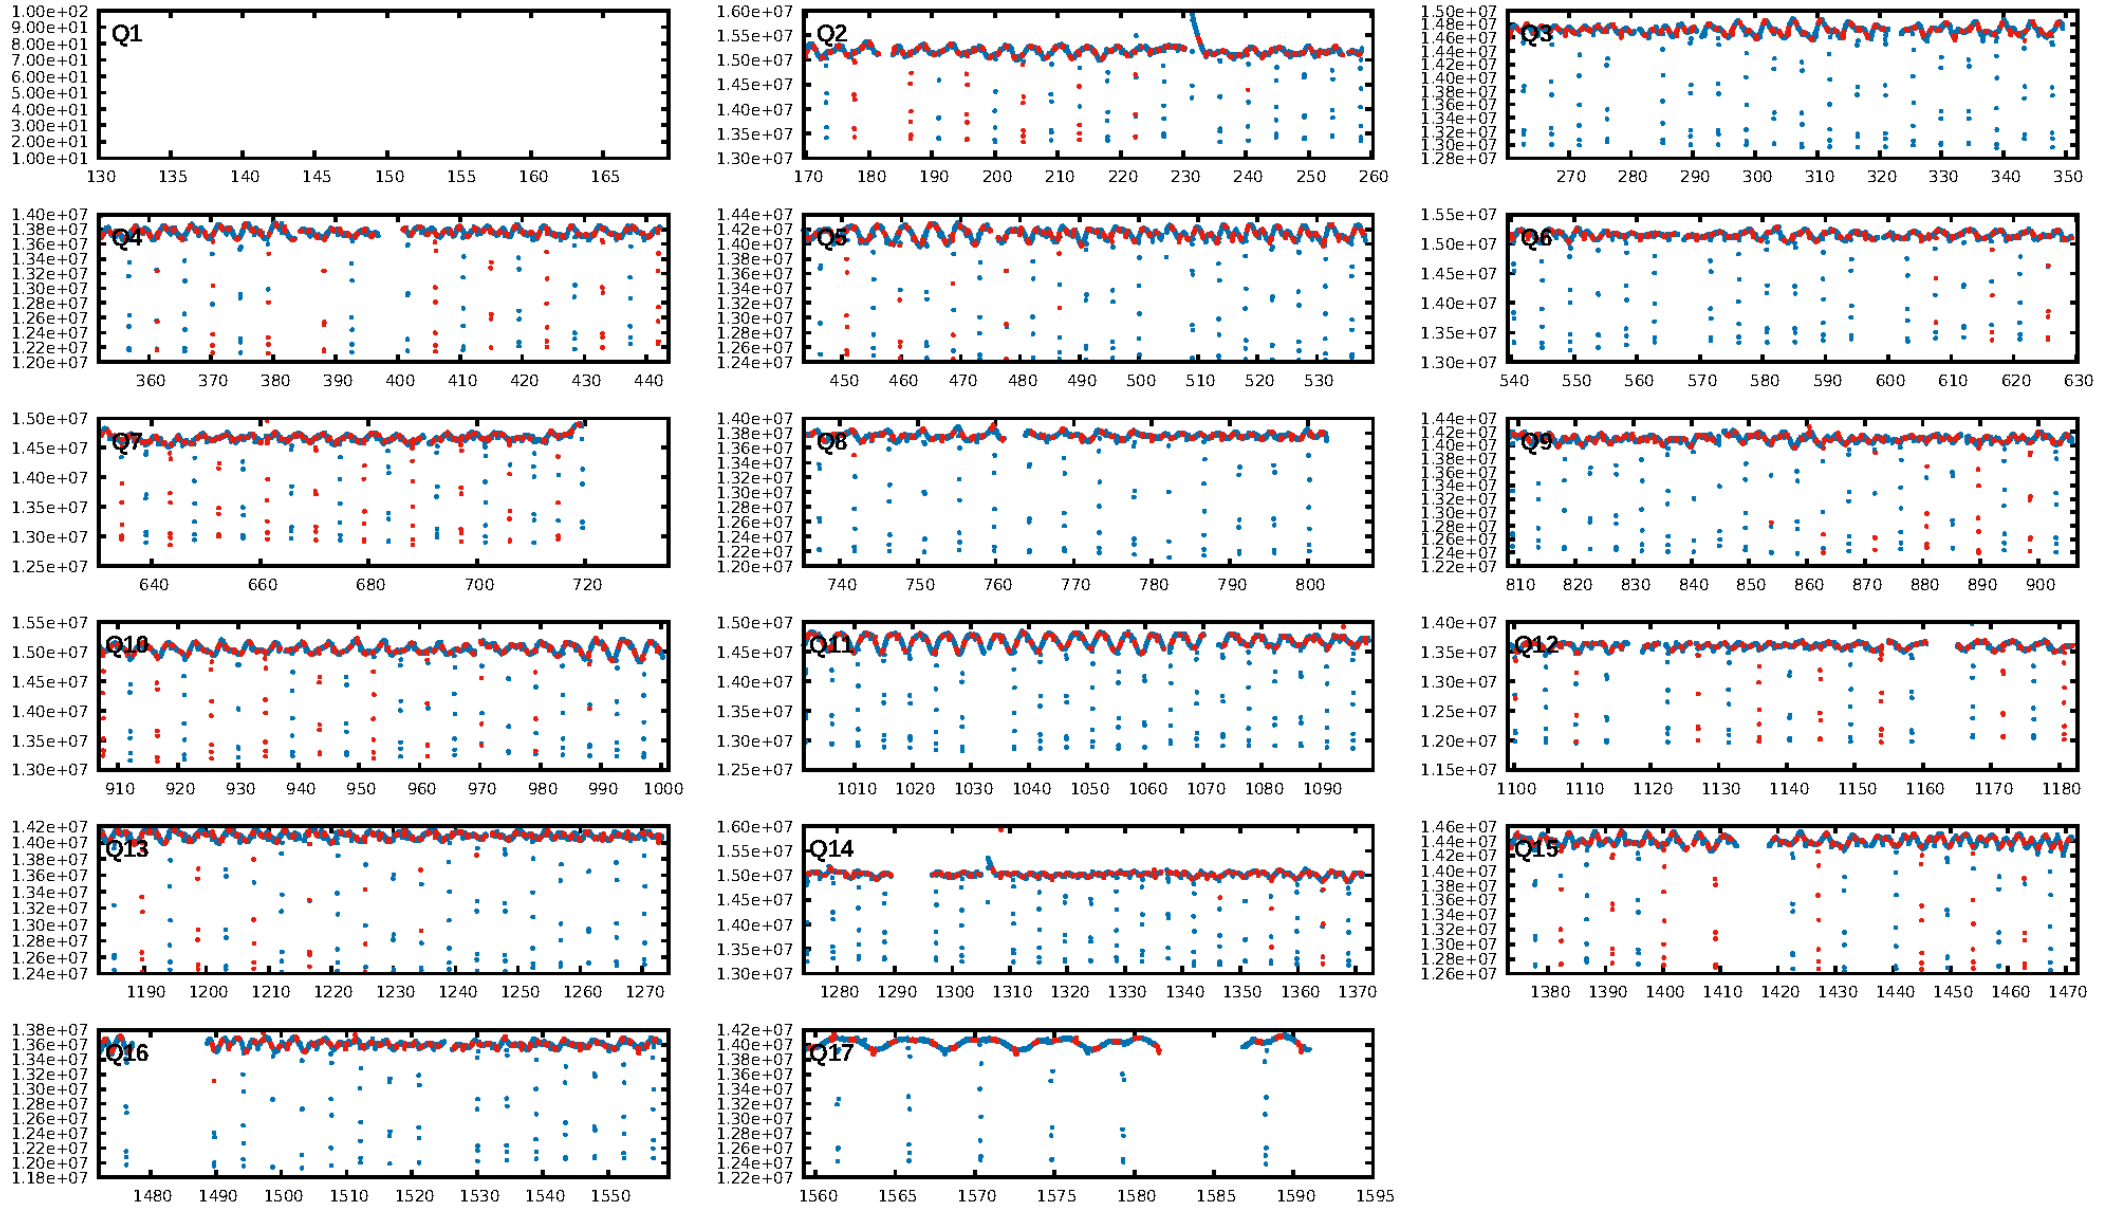 Q1
1.00e+02
9.00e+01
8.00e+01
7.00e+01
6.00e+01
5.00e+01
4.00e+01
3.00e+01
2.00e+01
1.00e+01
130 135 140 145 150 155 160 165
Q2
1.60e+07
1.55e+07
1.50e+07
1.45e+07
1.40e+07
1.35e+07
1.30e+07
170 180 190 200 210 220 230 240 250 260
Q3
1.50e+07
1.48e+07
1.46e+07
1.44e+07
1.42e+07
1.40e+07
1.38e+07
1.36e+07
1.34e+07
1.32e+07
1.30e+07
1.28e+07
270 280 290 300 310 320 330 340 350
Q4
1.40e+07
1.38e+07
1.36e+07
1.34e+07
1.32e+07
1.30e+07
1.28e+07
1.26e+07
1.24e+07
1.22e+07
1.20e+07
360 370 380 390 400 410 420 430 440
Q5
1.44e+07
1.42e+07
1.40e+07
1.38e+07
1.36e+07
1.34e+07
1.32e+07
1.30e+07
1.28e+07
1.26e+07
1.24e+07
450 460 470 480 490 500 510 520 530
Q6
1.55e+07
1.50e+07
1.45e+07
1.40e+07
1.35e+07
1.30e+07
540 550 560 570 580 590 600 610 620 630
Q7
1.50e+07
1.45e+07
1.40e+07
1.35e+07
1.30e+07
1.25e+07
640 660 680 700 720
Q8
1.40e+07
1.38e+07
1.36e+07
1.34e+07
1.32e+07
1.30e+07
1.28e+07
1.26e+07
1.24e+07
1.22e+07
1.20e+07
740 750 760 770 780 790 800
Q9
1.44e+07
1.42e+07
1.40e+07
1.38e+07
1.36e+07
1.34e+07
1.32e+07
1.30e+07
1.28e+07
1.26e+07
1.24e+07
1.22e+07
810 820 830 840 850 860 870 880 890 900
Q10
1.55e+07
1.50e+07
1.45e+07
1.40e+07
1.35e+07
1.30e+07
910 920 930 940 950 960 970 980 990 1000
Q11
1.50e+07
1.45e+07
1.40e+07
1.35e+07
1.30e+07
1.25e+07
1010 1020 1030 1040 1050 1060 1070 1080 1090
Q12
1.40e+07
1.35e+07
1.30e+07
1.25e+07
1.20e+07
1.15e+07
1100 1110 1120 1130 1140 1150 1160 1170 1180
Q13
1.42e+07
1.40e+07
1.38e+07
1.36e+07
1.34e+07
1.32e+07
1.30e+07
1.28e+07
1.26e+07
1.24e+07
1190 1200 1210 1220 1230 1240 1250 1260 1270
Q14
1.60e+07
1.55e+07
1.50e+07
1.45e+07
1.40e+07
1.35e+07
1.30e+07
1280 1290 1300 1310 1320 1330 1340 1350 1360 1370
Q15
1.46e+07
1.44e+07
1.42e+07
1.40e+07
1.38e+07
1.36e+07
1.34e+07
1.32e+07
1.30e+07
1.28e+07
1.26e+07
1380 1390 1400 1410 1420 1430 1440 1450 1460 1470
Q16
1.38e+07
1.36e+07
1.34e+07
1.32e+07
1.30e+07
1.28e+07
1.26e+07
1.24e+07
1.22e+07
1.20e+07
1.18e+07
1480 1490 1500 1510 1520 1530 1540 1550
Q17
1.42e+07
1.40e+07
1.38e+07
1.36e+07
1.34e+07
1.32e+07
1.30e+07
1.28e+07
1.26e+07
1.24e+07
1.22e+07
1560 1565 1570 1575 1580 1585 1590 1595